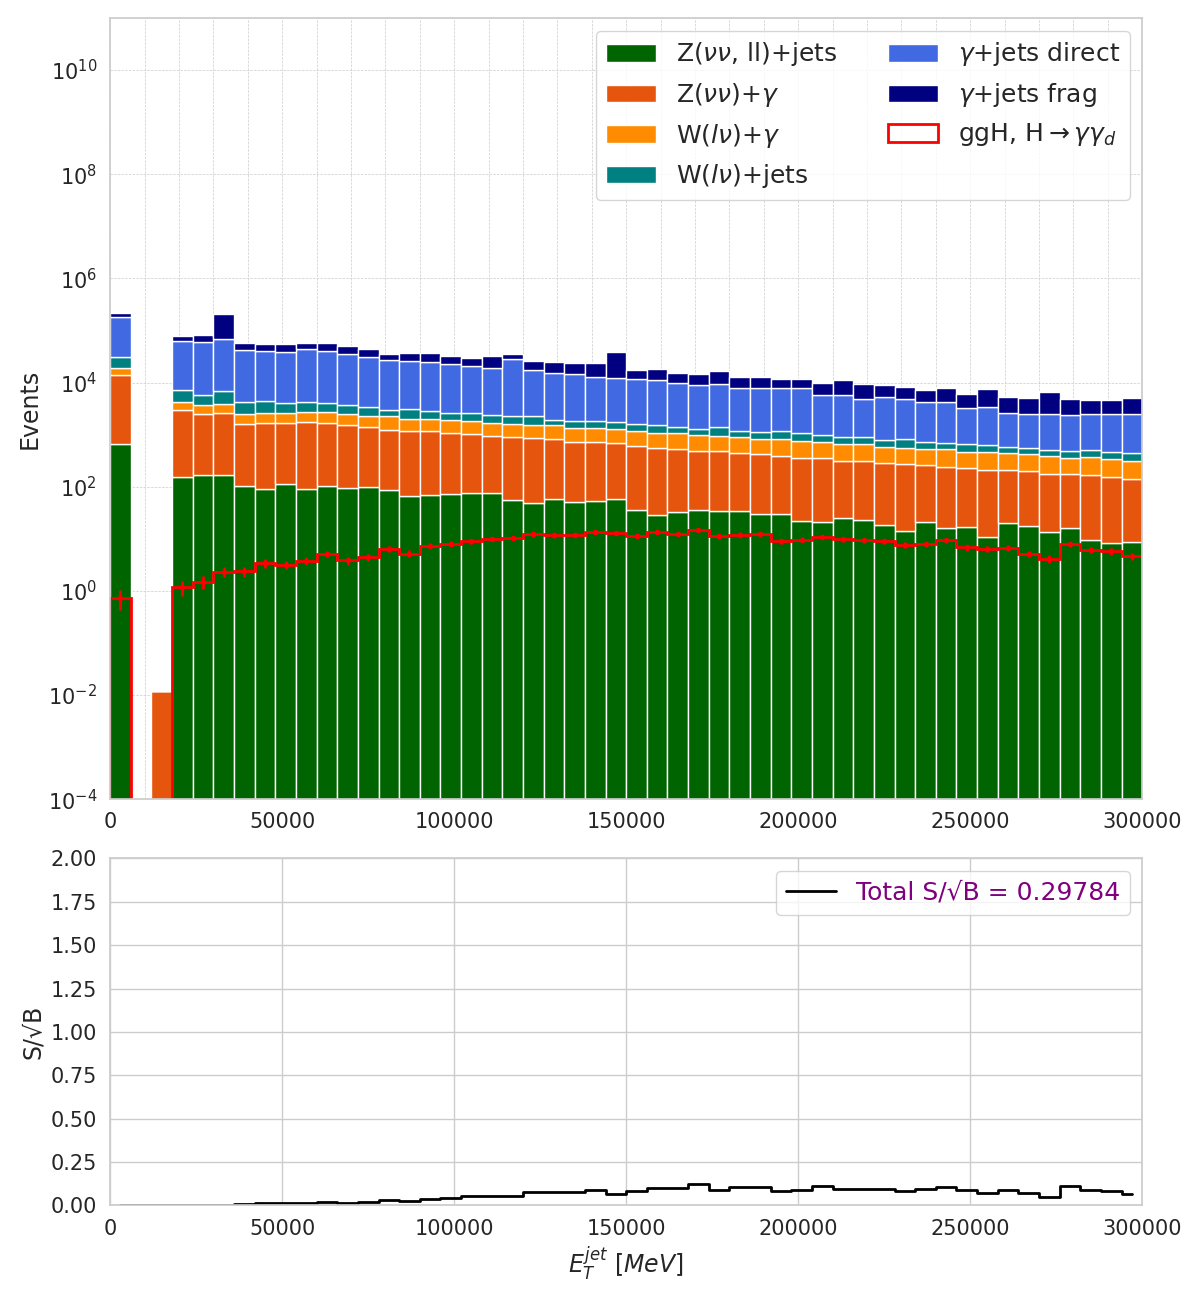 Z(νν, ll)+jets
Z(νν)+γ
W(lν)+γ
W(lν)+jets
γ+jets direct
γ+jets frag
ggH, H→γγ_d
Events
10^10
10^8
10^6
10^4
10^2
10^0
10^−2
10^−4
0 50000 100000 150000 200000 250000 300000
Total S/√B = 0.29784
S/√B
2.00
1.75
1.50
1.25
1.00
0.75
0.50
0.25
0.00
0 50000 100000 150000 200000 250000 300000
E_T^jet [MeV]